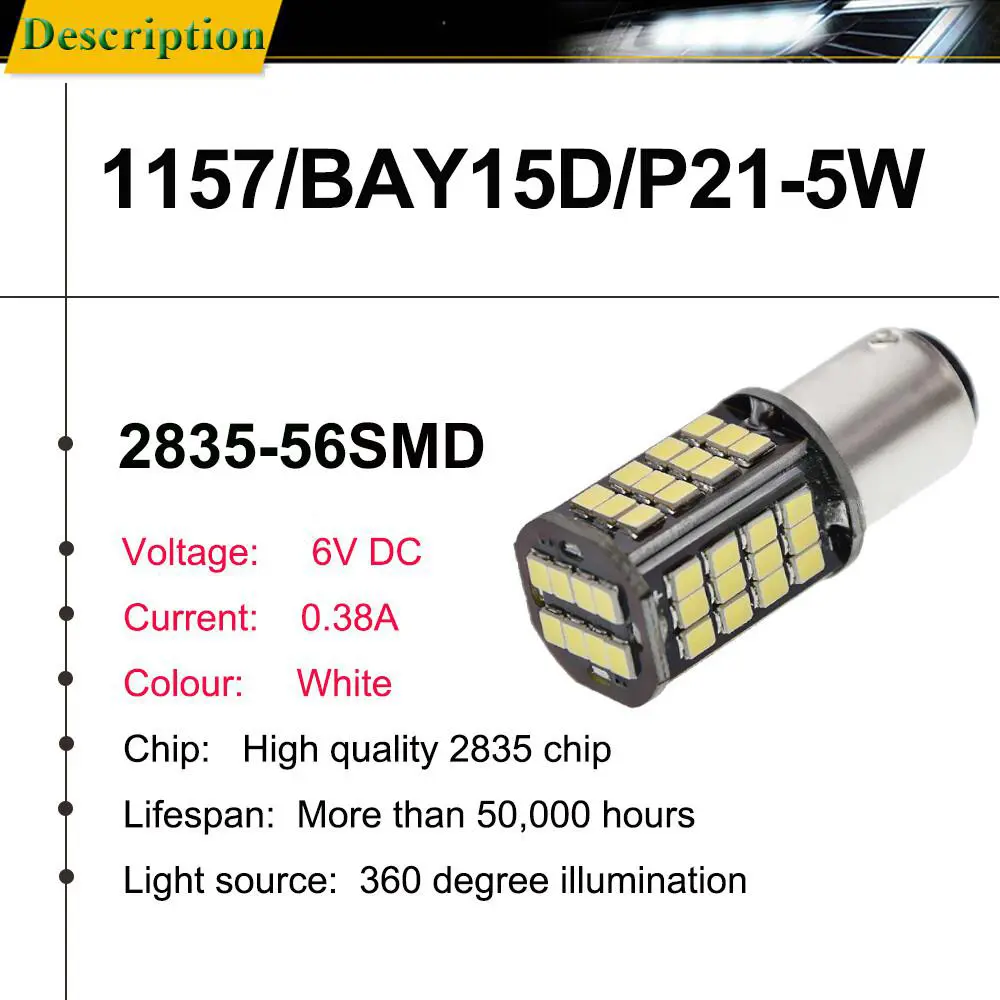 Description
1157/BAY15D/P21-5W
2835-56SMD
Voltage: 6V DC
Current: 0.38A
Colour: White
Chip: High quality 2835 chip
Lifespan: More than 50,000 hours
Light source: 360 degree illumination